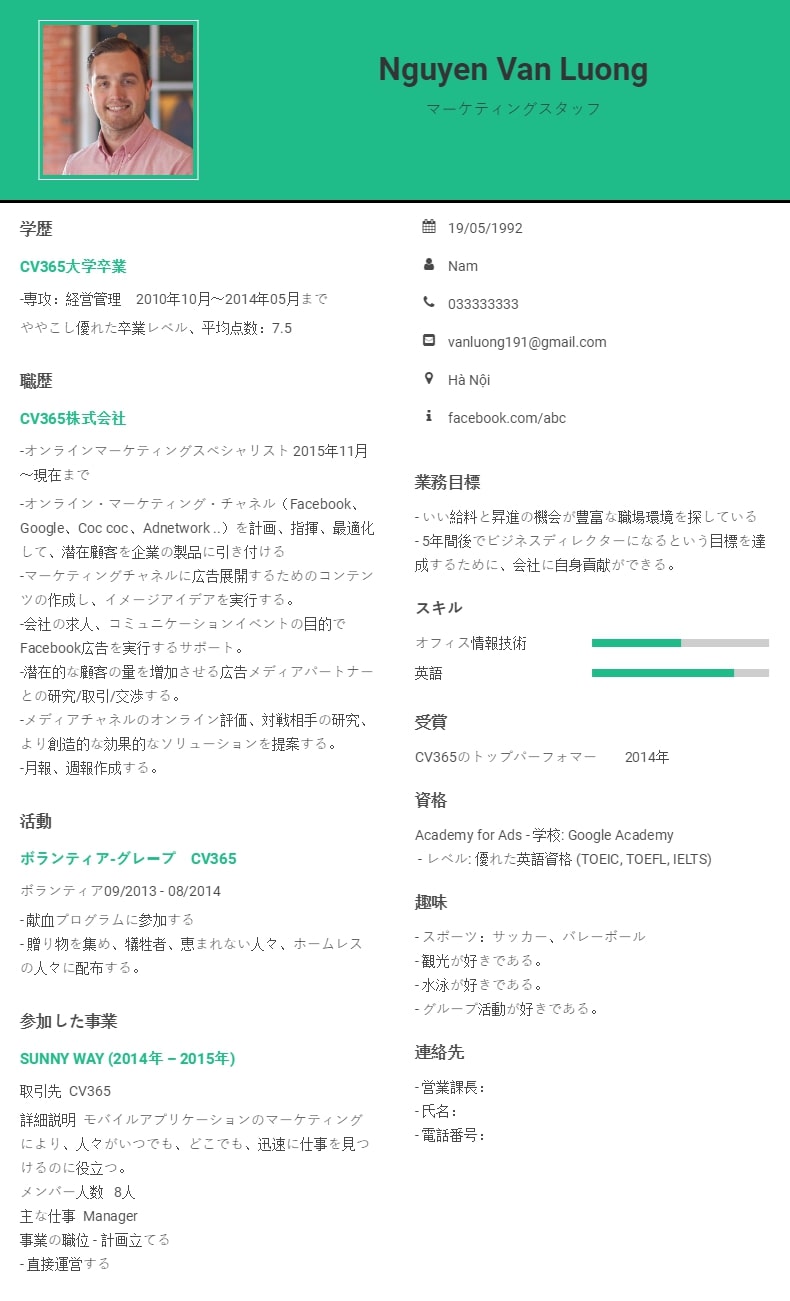 Nguyen Van Luong
マーケティングスタッフ
学歴
CV365大学卒業
-専攻：経営管理　2010年10月～2014年05月まで
ややこし優れた卒業レベル、平均点数：7.5
職歴
CV365株式会社
-オンラインマーケティングスペシャリスト 2015年11月
～現在まで
-オンライン・マーケティング・チャネル（Facebook、
Google、Coc coc、Adnetwork ..）を計画、指揮、最適化
して、潜在顧客を企業の製品に引き付ける
-マーケティングチャネルに広告展開するためのコンテン
ツの作成し、イメージアイデアを実行する。
-会社の求人、コミュニケーションイベントの目的で
Facebook広告を実行するサポート。
-潜在的な顧客の量を増加させる広告メディアパートナー
との研究/取引/交渉する。
-メディアチャネルのオンライン評価、対戦相手の研究、
より創造的な効果的なソリューションを提案する。
-月報、週報作成する。
活動
ボランティア-グレープ　CV365
ボランティア09/2013 - 08/2014
- 献血プログラムに参加する
- 贈り物を集め、犠牲者、恵まれない人々、ホームレス
の人々に配布する。
参加した事業
SUNNY WAY (2014年 – 2015年)
取引先 CV365
詳細説明 モバイルアプリケーションのマーケティング
により、人々がいつでも、どこでも、迅速に仕事を見つ
けるのに役立つ。
メンバー人数 8人
主な仕事 Manager
事業の職位 - 計画立てる
- 直接運営する
19/05/1992
Nam
033333333
vanluong191@gmail.com
Hà Nội
facebook.com/abc
業務目標
- いい給料と昇進の機会が豊富な職場環境を探している
- 5年間後でビジネスディレクターになるという目標を達
成するために、会社に自身貢献ができる。
スキル
オフィス情報技術
英語
受賞
CV365のトップパーフォマー　　2014年
資格
Academy for Ads - 学校: Google Academy
- レベル: 優れた英語資格 (TOEIC, TOEFL, IELTS)
趣味
- スポーツ：サッカー、バレーボール
- 観光が好きである。
- 水泳が好きである。
- グループ活動が好きである。
連絡先
- 営業課長：
- 氏名：
- 電話番号：